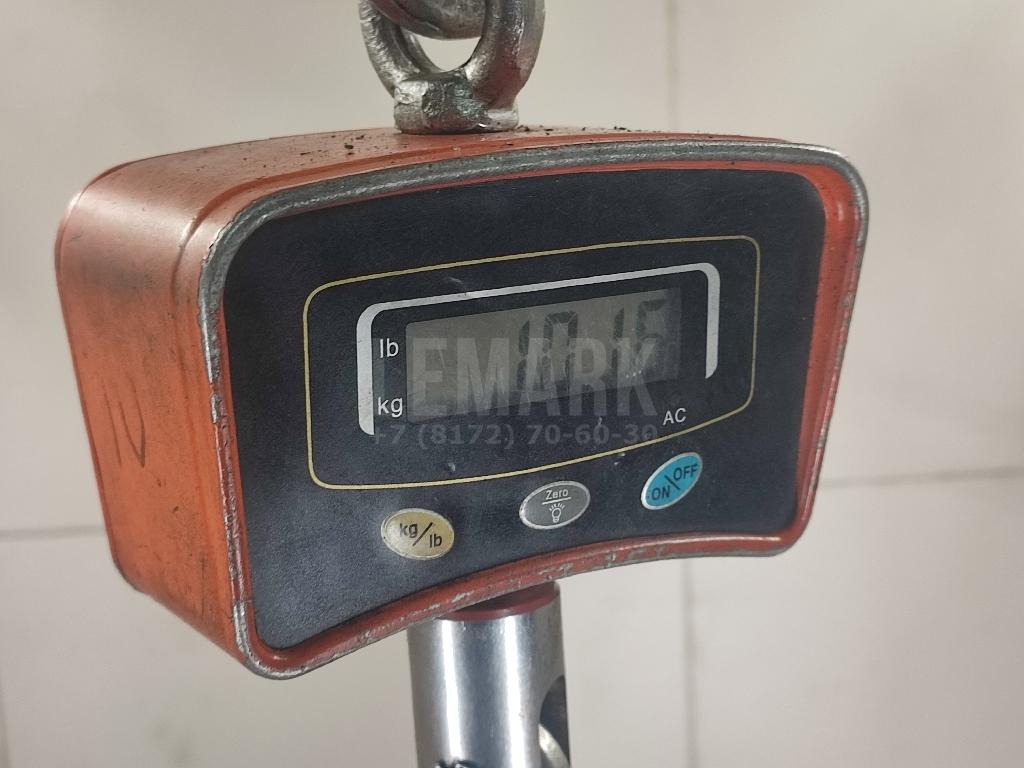 lb
EMARK
kg
AC
+7 (8172) 70-60-30
Zero
ON\OFF
kg/lb